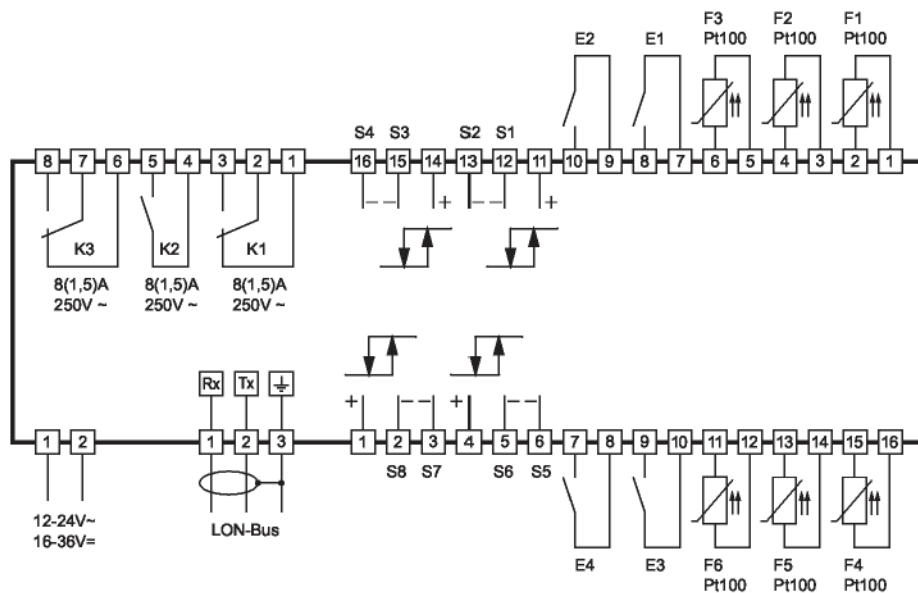 F3 F2 F1
Pt100 Pt100 Pt100
E2 E1
S4 S3 S2 S1
8 7 6 5 4 3 2 1 16 15 14 13 12 11 10 9 8 7 6 5 4 3 2 1
+ +
K3 K2 K1
8(1,5)A 8(1,5)A 8(1,5)A
250V ~ 250V ~ 250V ~
Rx Tx
+ +
1 2 1 2 3 1 2 3 4 5 6 7 8 9 10 11 12 13 14 15 16
S8 S7 S6 S5
12-24V~
16-36V=
LON-Bus
E4 E3 F6 F5 F4
Pt100 Pt100 Pt100